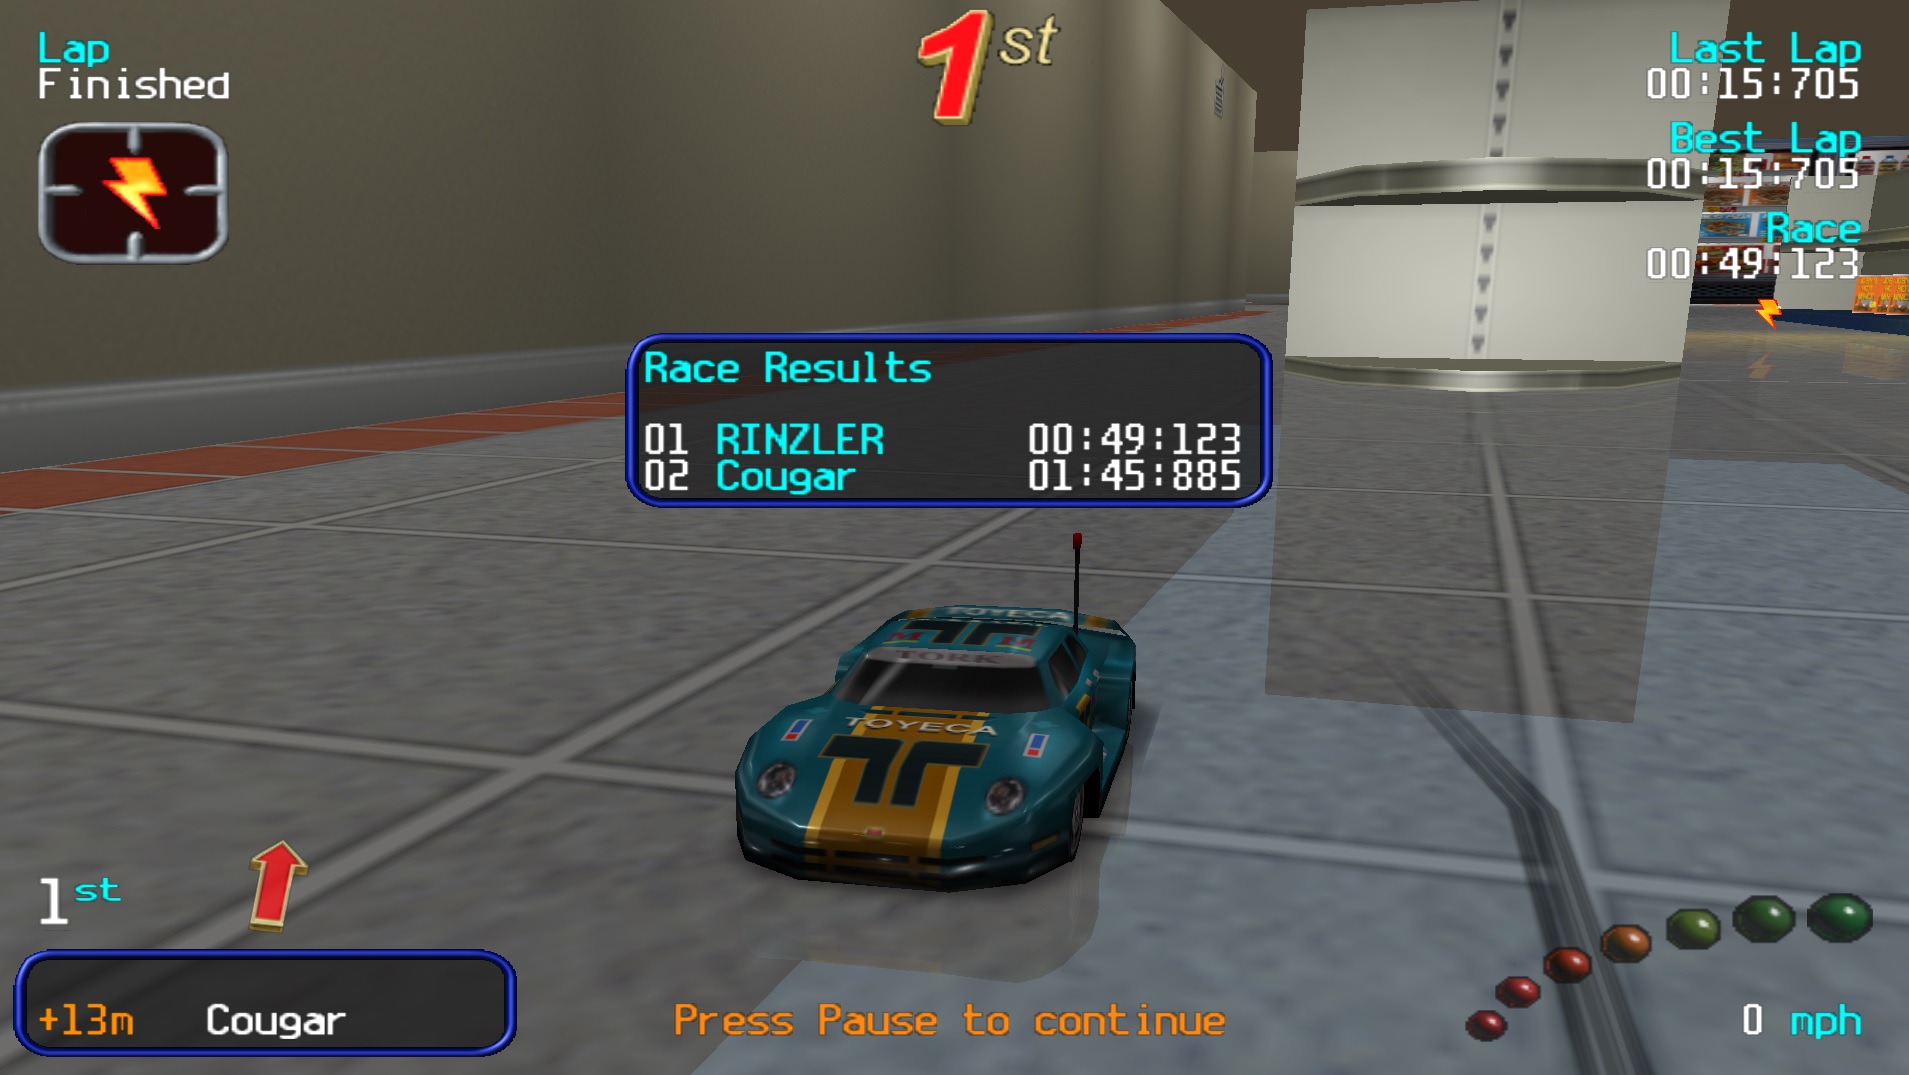 Lap
Finished
1st
Last Lap
00:15:705
Best Lap
00:15:705
Race
00:49:123
Race Results
01 RINZLER 00:49:123
02 Cougar 01:45:885
TOYECA
TORK
TOYECA
1st
+13m Cougar
Press Pause to continue
0 mph